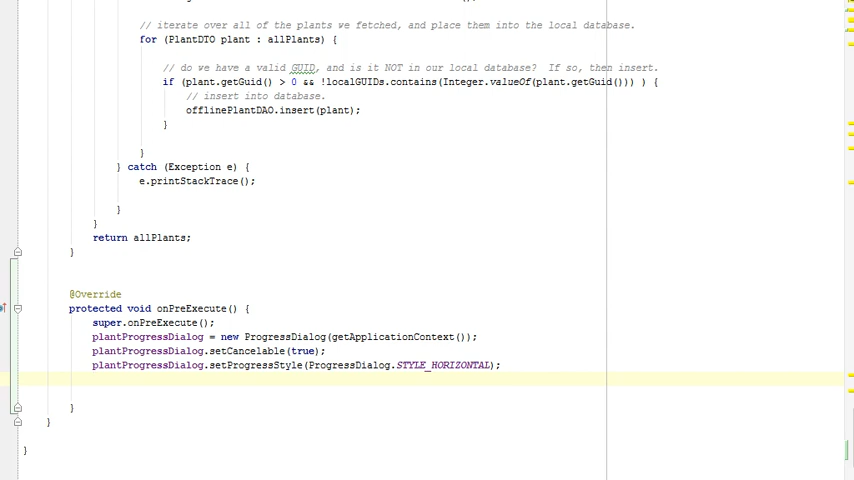 // iterate over all of the plants we fetched, and place them into the local database.
for (PlantDTO plant : allPlants) {
// do we have a valid GUID, and is it NOT in our local database?  If so, then insert.
if (plant.getGuid() > 0 && !localGUIDs.contains(Integer.valueOf(plant.getGuid())) ) {
// insert into database.
offlinePlantDAO.insert(plant);
}
}
} catch (Exception e) {
e.printStackTrace();
}
}
return allPlants;
}
@Override
protected void onPreExecute() {
super.onPreExecute();
plantProgressDialog = new ProgressDialog(getApplicationContext());
plantProgressDialog.setCancelable(true);
plantProgressDialog.setProgressStyle(ProgressDialog.STYLE_HORIZONTAL);
}
}
}